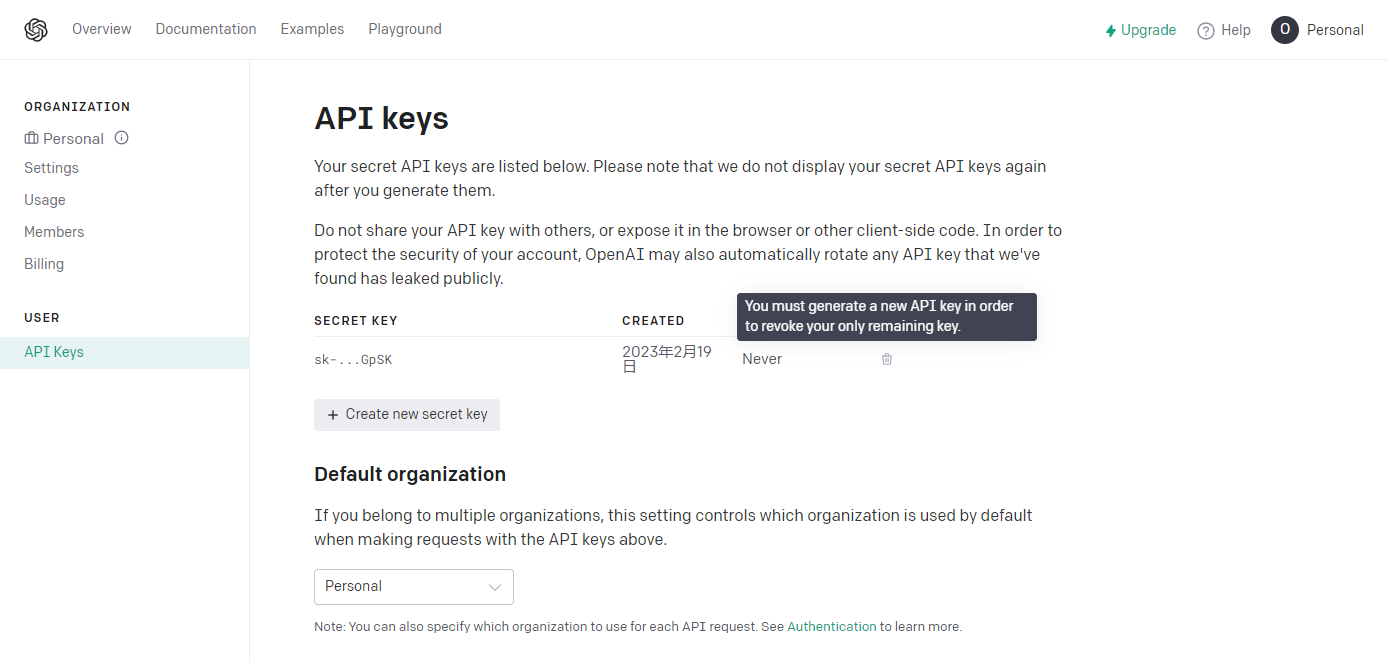 Overview Documentation Examples Playground
Upgrade Help O Personal
ORGANIZATION
Personal
Settings
Usage
Members
Billing
USER
API Keys
API keys
Your secret API keys are listed below. Please note that we do not display your secret API keys again
after you generate them.
Do not share your API key with others, or expose it in the browser or other client-side code. In order to
protect the security of your account, OpenAI may also automatically rotate any API key that we've
found has leaked publicly.
You must generate a new API key in order
to revoke your only remaining key.
SECRET KEY CREATED
sk-...GpSK 2023年2月19
日 Never
+ Create new secret key
Default organization
If you belong to multiple organizations, this setting controls which organization is used by default
when making requests with the API keys above.
Personal
Note: You can also specify which organization to use for each API request. See Authentication to learn more.